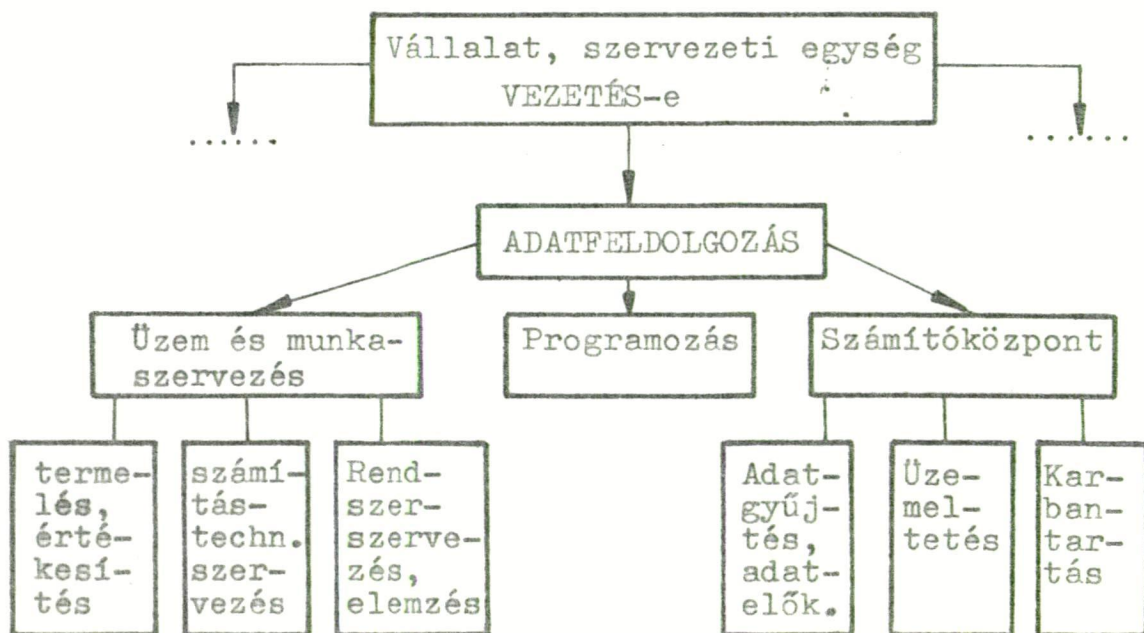 Vállalat, szervezeti egység
VEZETÉS-e
......
......
ADATFELDOLGOZÁS
Üzem és munka-
szervezés
Programozás
Számítóközpont
terme-
lés,
érté-
kesí-
tés
számí-
tás-
techn.
szer-
vezés
Rend-
szer-
szerve-
zés,
elemzés
Adat-
gyűj-
tés,
adat-
elők.
Üze-
mel-
tetés
Kar-
ban-
tar-
tás